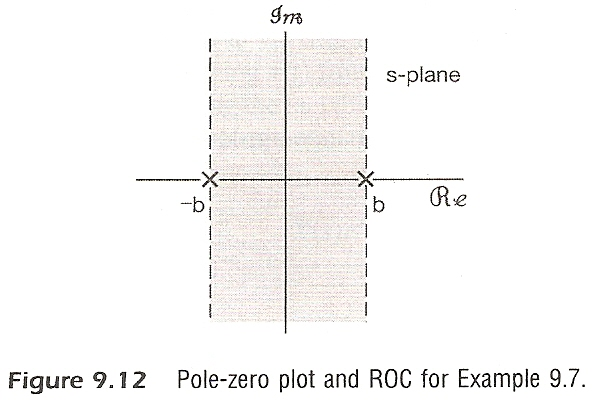 Im
s-plane
-b
b
Re
Figure 9.12 Pole-zero plot and ROC for Example 9.7.